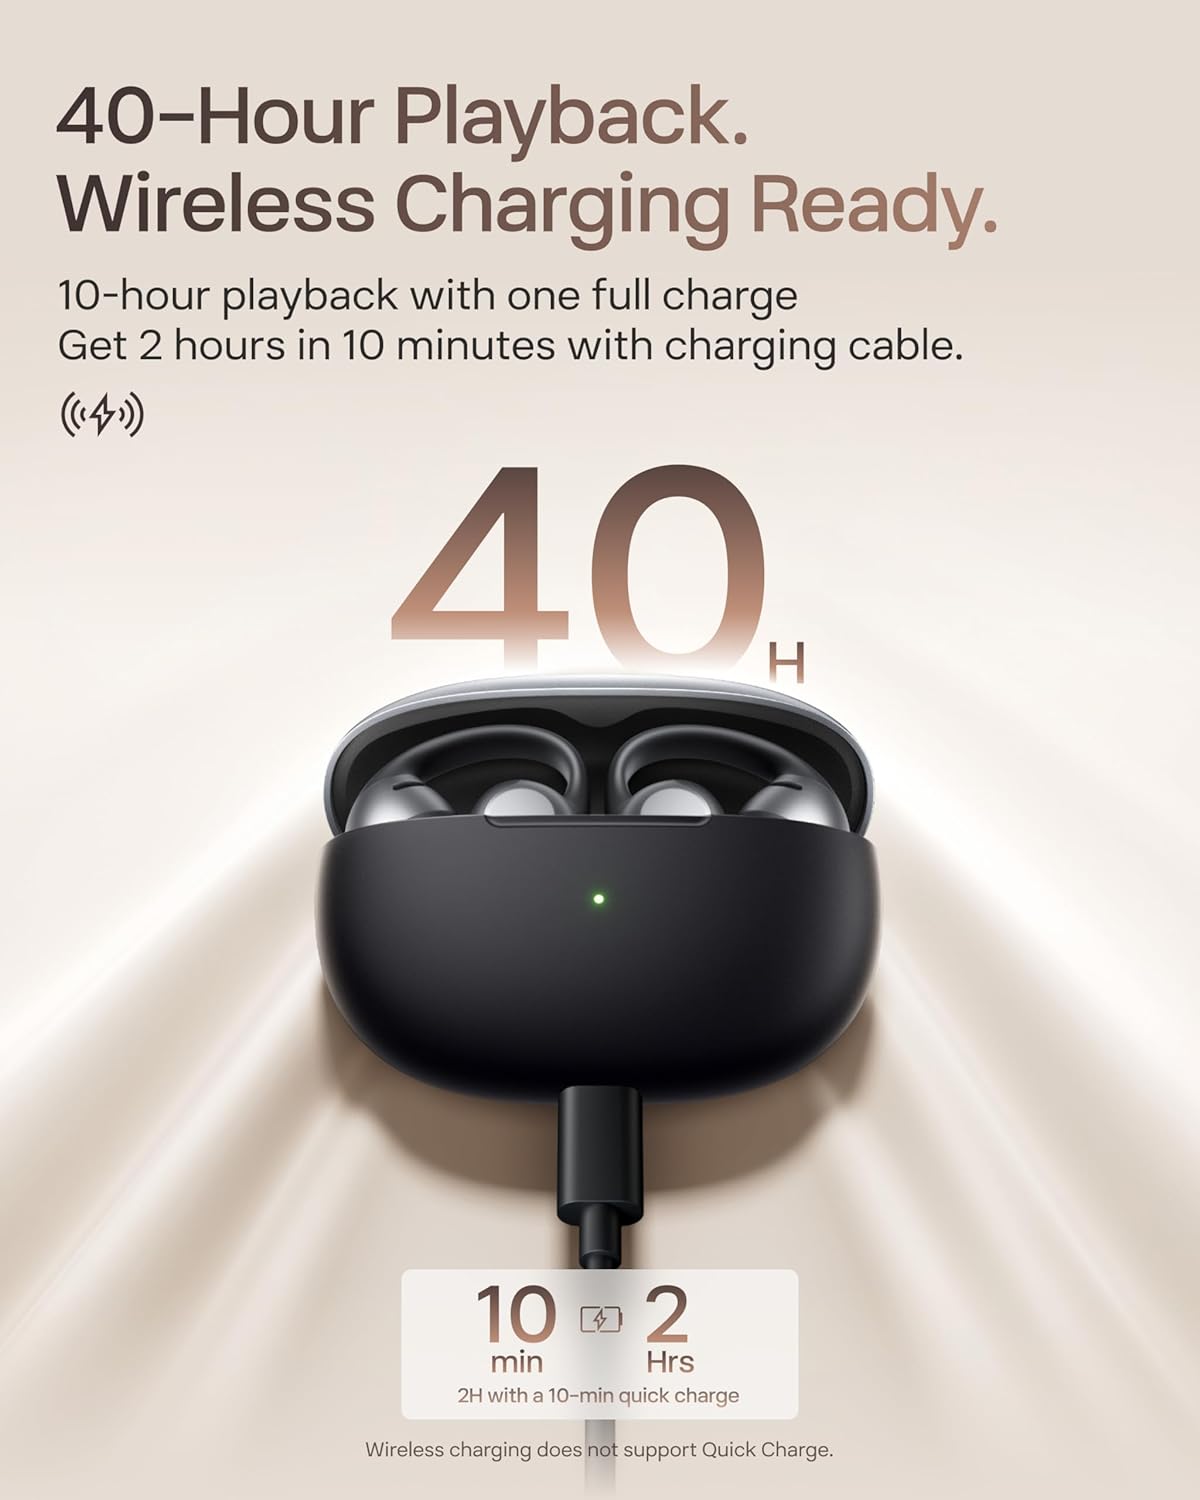 40-Hour Playback.
Wireless Charging Ready.
10-hour playback with one full charge
Get 2 hours in 10 minutes with charging cable.
40H
10 min 2 Hrs
2H with a 10-min quick charge
Wireless charging does not support Quick Charge.